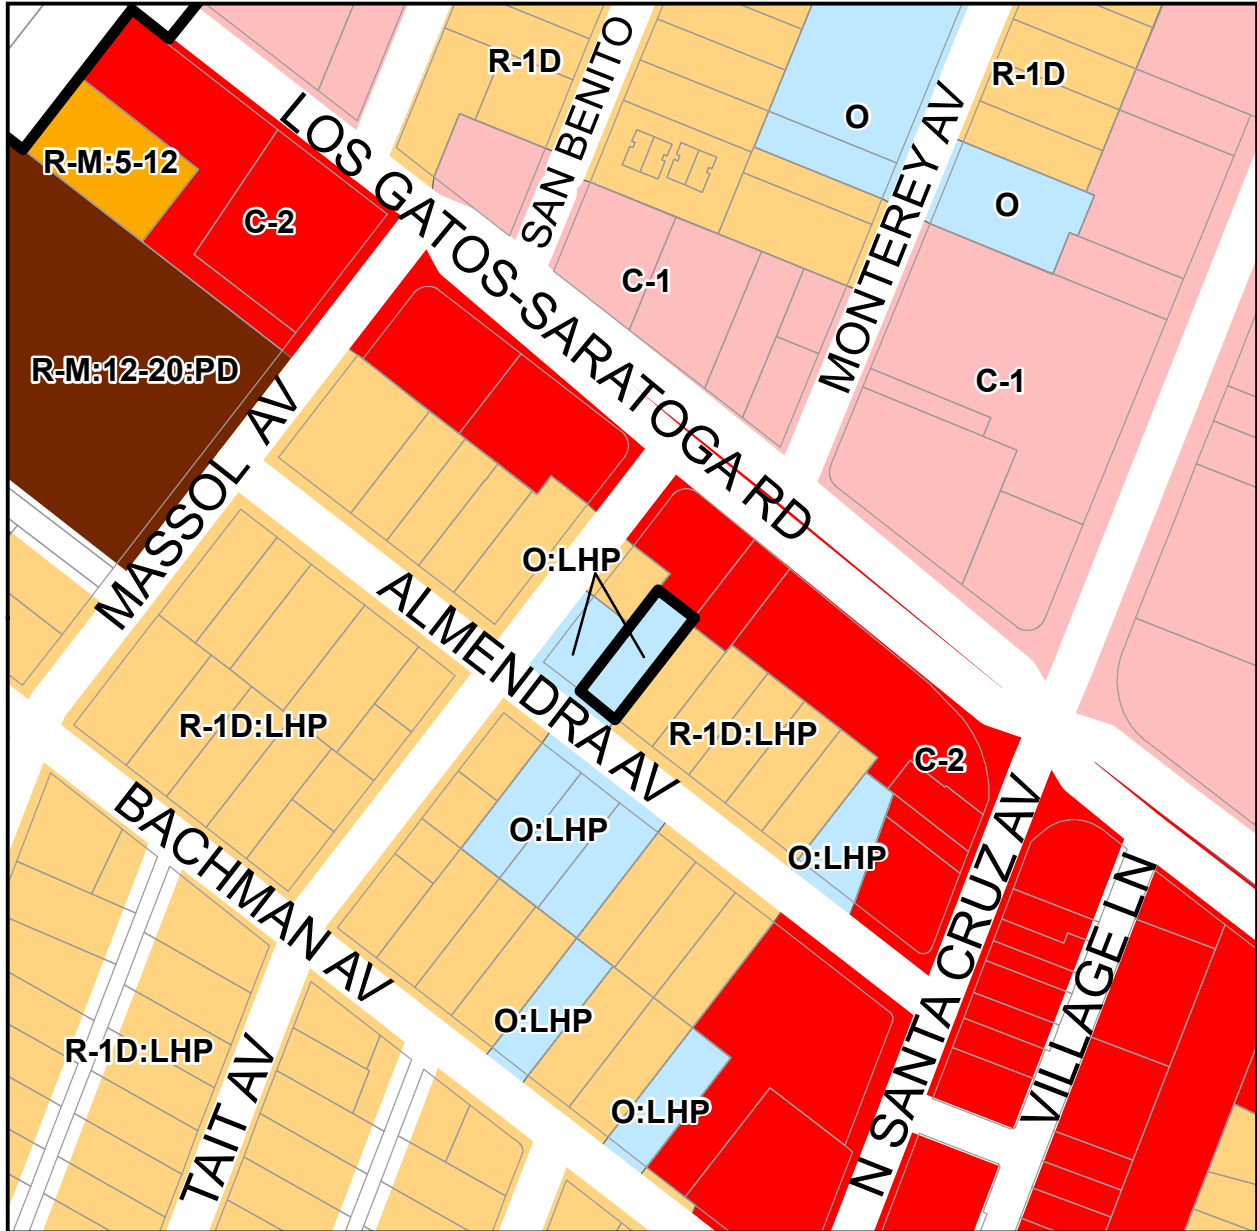 R-1D
SAN BENITO
R-1D
O
MONTEREY AV
LOS GATOS-SARATOGA RD
R-M:5-12
C-2
O
C-1
R-M:12-20:PD
C-1
MASSOL AV
O:LHP
ALMENDRA AV
R-1D:LHP
R-1D:LHP
C-2
BACHMAN AV
O:LHP
O:LHP
N SANTA CRUZ AV
VILLAGE LN
O:LHP
R-1D:LHP
TAIT AV
O:LHP